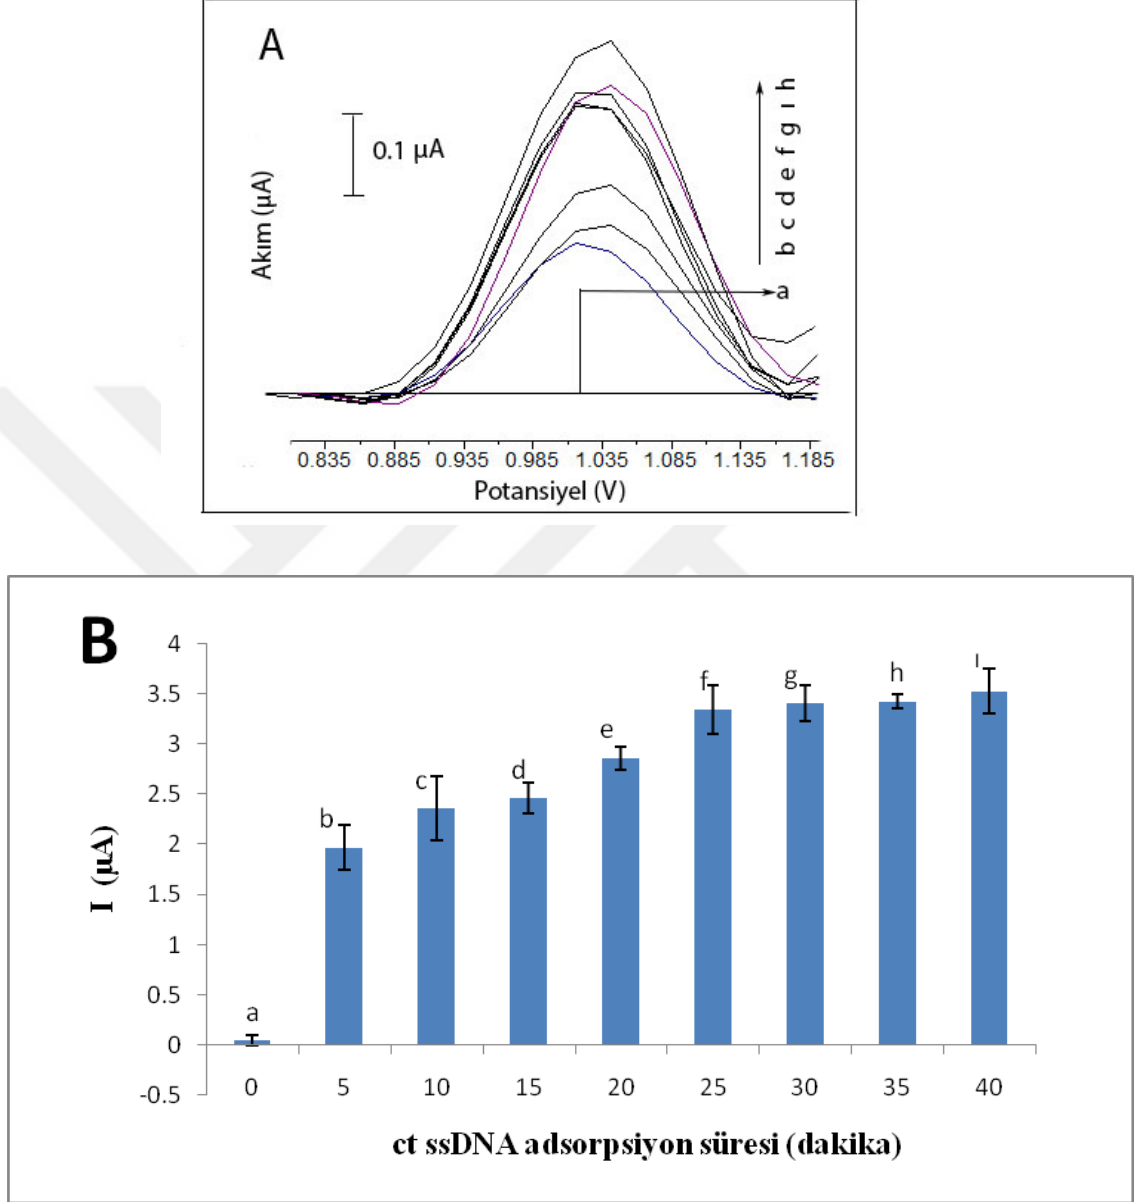 A
0.1 µA
Akım (µA)
b c d e f g ı h
a
0.835 0.885 0.935 0.985 1.035 1.085 1.135 1.185
Potansiyel (V)
B
4
3.5
3
2.5
2
1.5
1
0.5
0
-0.5
I (µA)
a b c d e f g h ı
0 5 10 15 20 25 30 35 40
ct ssDNA adsorpsiyon süresi (dakika)